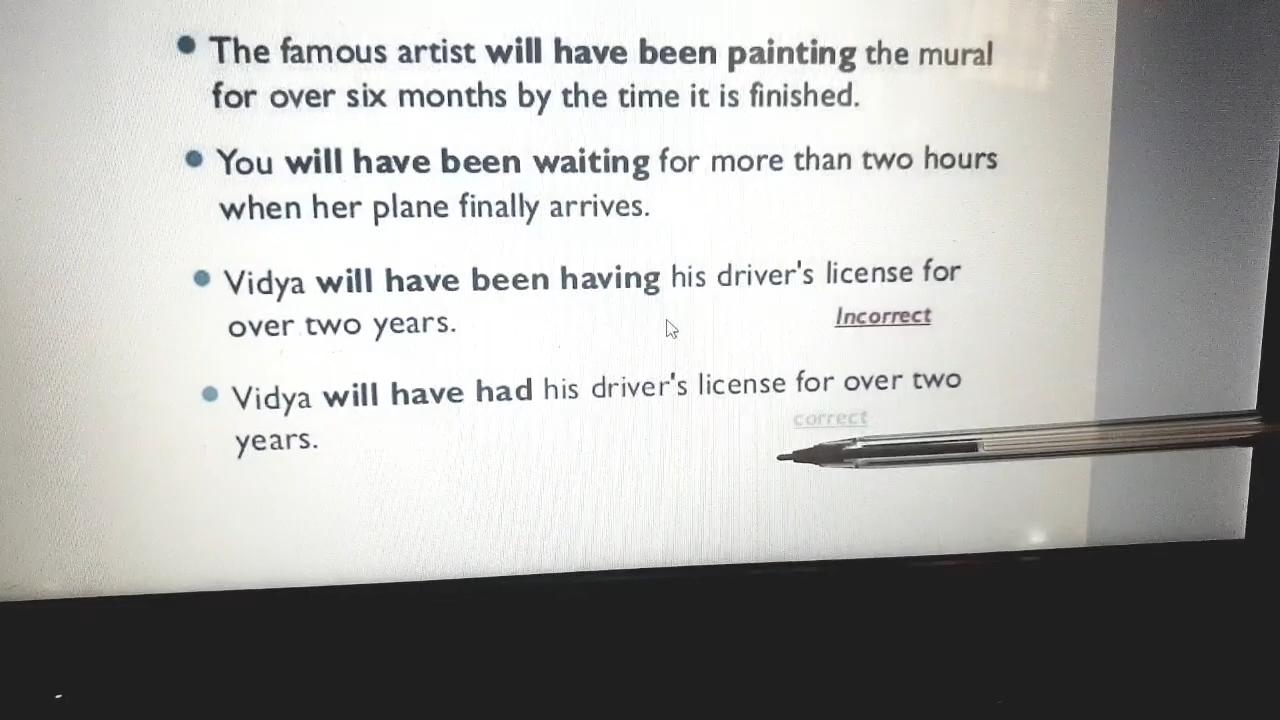 • The famous artist will have been painting the mural
for over six months by the time it is finished.
• You will have been waiting for more than two hours
when her plane finally arrives.
• Vidya will have been having his driver's license for
over two years.
Incorrect
• Vidya will have had his driver's license for over two
correct
years.